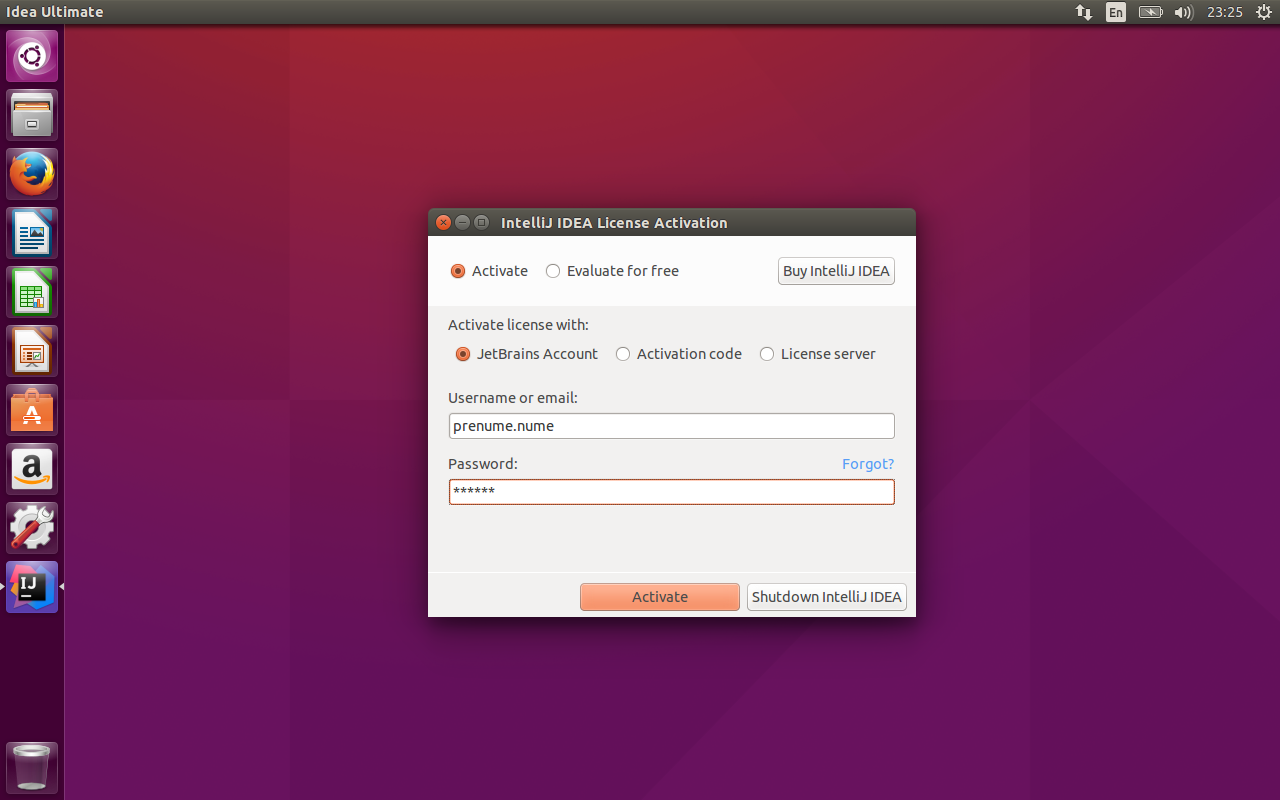 Idea Ultimate
En
23:25
IntelliJ IDEA License Activation
Activate
Evaluate for free
Buy IntelliJ IDEA
Activate license with:
JetBrains Account
Activation code
License server
Username or email:
prenume.nume
Password:
Forgot?
******
Activate
Shutdown IntelliJ IDEA
A
a
IJ